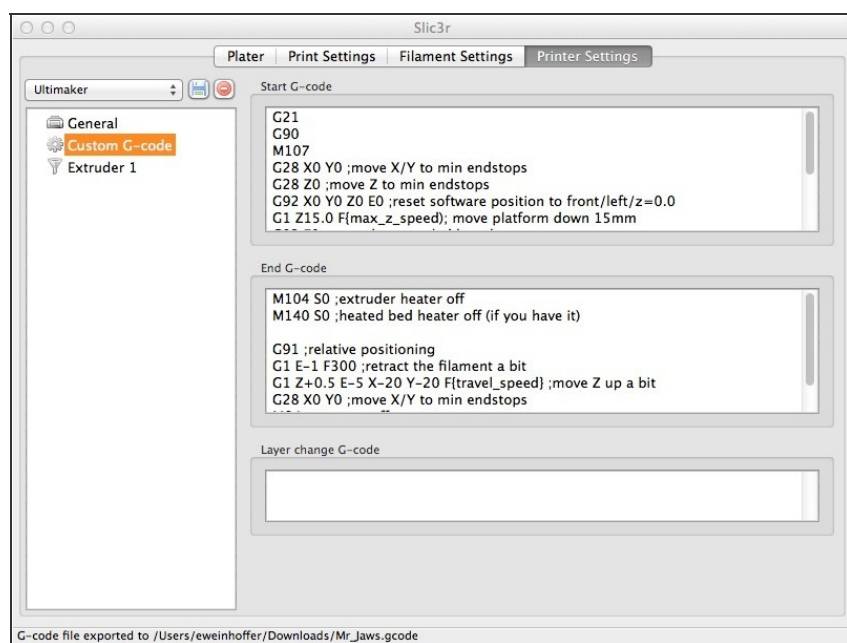 Slic3r
Plater Print Settings Filament Settings Printer Settings
Ultimaker
General
Custom G-code
Extruder 1
Start G-code
G21
G90
M107
G28 X0 Y0 ;move X/Y to min endstops
G28 Z0 ;move Z to min endstops
G92 X0 Y0 Z0 E0 ;reset software position to front/left/z=0.0
G1 Z15.0 F{max_z_speed); move platform down 15mm
End G-code
M104 S0 ;extruder heater off
M140 S0 ;heated bed heater off (if you have it)
G91 ;relative positioning
G1 E-1 F300 ;retract the filament a bit
G1 Z+0.5 E-5 X-20 Y-20 F{travel_speed} ;move Z up a bit
G28 X0 Y0 ;move X/Y to min endstops
Layer change G-code
G-code file exported to /Users/eweinhoffer/Downloads/Mr_Jaws.gcode